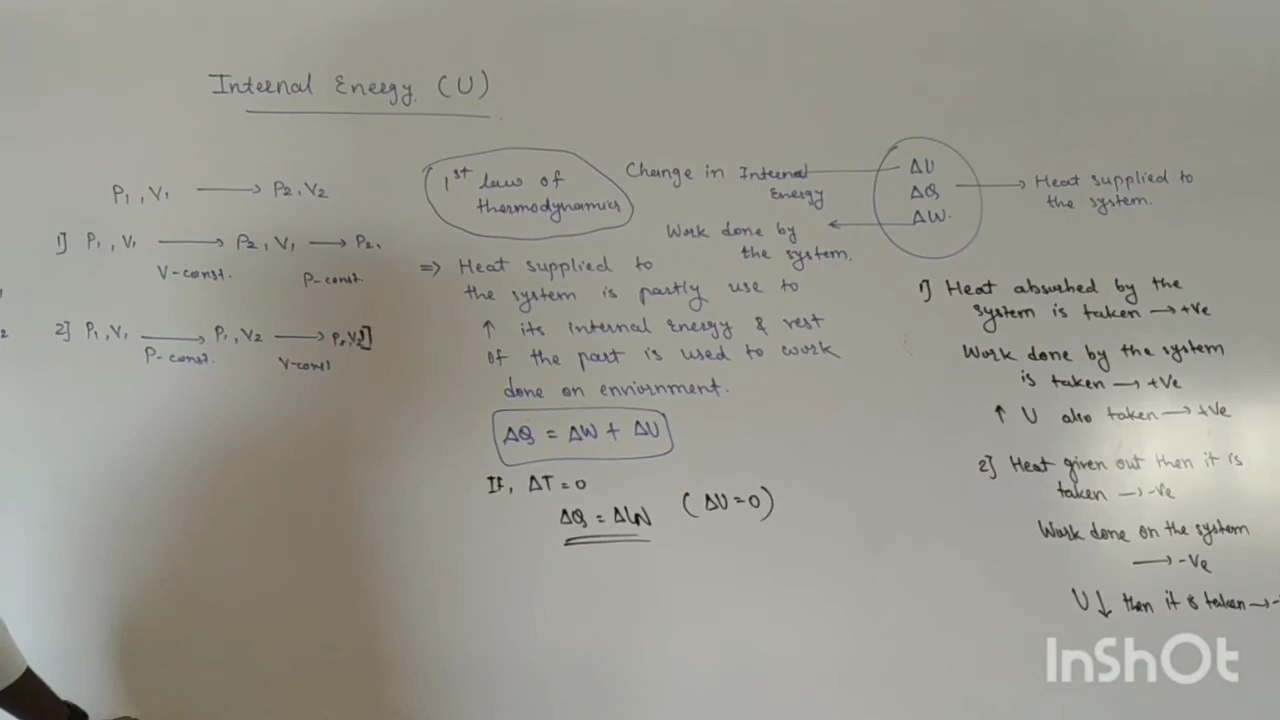 Internal Energy (U)
P₁, V₁ → P₂, V₂
1] P₁, V₁ → P₂, V₁ → P₂,
V-const. P-const.
2] P₁, V₁ → P₁, V₂ → P₂, V₂]
P-const. V-const
1st law of
thermodynamics
Change in Internal
Energy
ΔU
ΔQ → Heat supplied to
the system.
ΔW.
Work done by
the system.
⇒ Heat supplied to
the system is partly use to
↑ its internal energy & rest
of the part is used to work
done on enviornment.
ΔQ = ΔW + ΔU
If, ΔT = 0
ΔQ = ΔW (ΔU = 0)
1] Heat absurbed by the
system is taken → +ve
Work done by the system
is taken → +ve
↑ U also taken → +ve
2] Heat given out then it is
taken → -ve
Work done on the system
→ -ve
U↓ then it is taken → -
InShOt